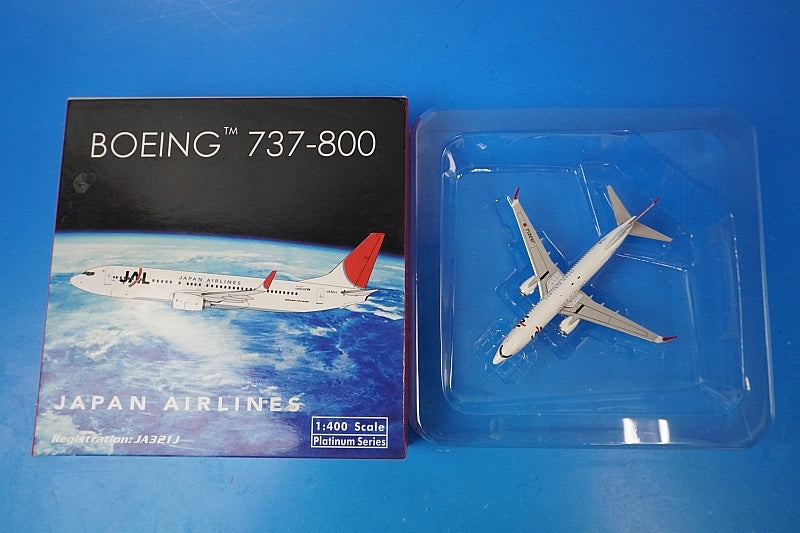 BOEING™ 737-800
JAL
JAPAN AIRLINES
JAPAN AIRLINES
1:400 Scale
Platinum Series
Registration: JA321J